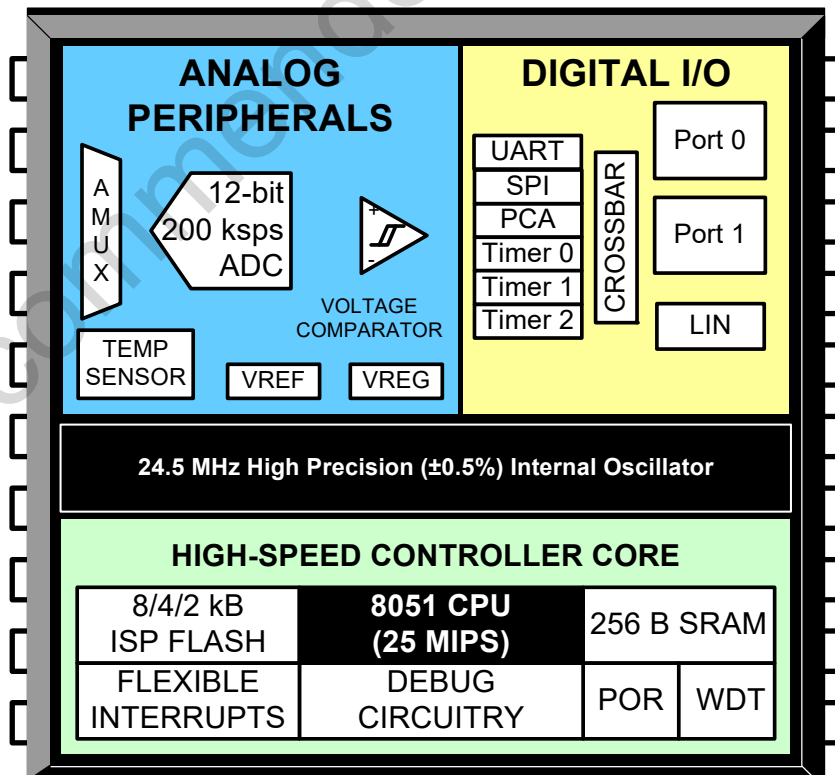 ANALOG
PERIPHERALS
A
M
U
X
12-bit
200 ksps
ADC
+
-
VOLTAGE
COMPARATOR
TEMP
SENSOR
VREF
VREG
DIGITAL I/O
UART
SPI
PCA
Timer 0
Timer 1
Timer 2
CROSSBAR
Port 0
Port 1
LIN
24.5 MHz High Precision (±0.5%) Internal Oscillator
HIGH-SPEED CONTROLLER CORE
8/4/2 kB
ISP FLASH
8051 CPU
(25 MIPS)
256 B SRAM
FLEXIBLE
INTERRUPTS
DEBUG
CIRCUITRY
POR
WDT